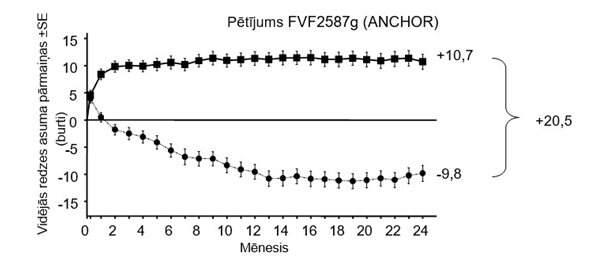 Pētījums FVF2587g (ANCHOR)
Vidējās redzes asuma pārmaiņas ±SE
(burti)
15
10
5
0
-5
-10
-15
+10,7
-9,8
+20,5
0 2 4 6 8 10 12 14 16 18 20 22 24
Mēnesis